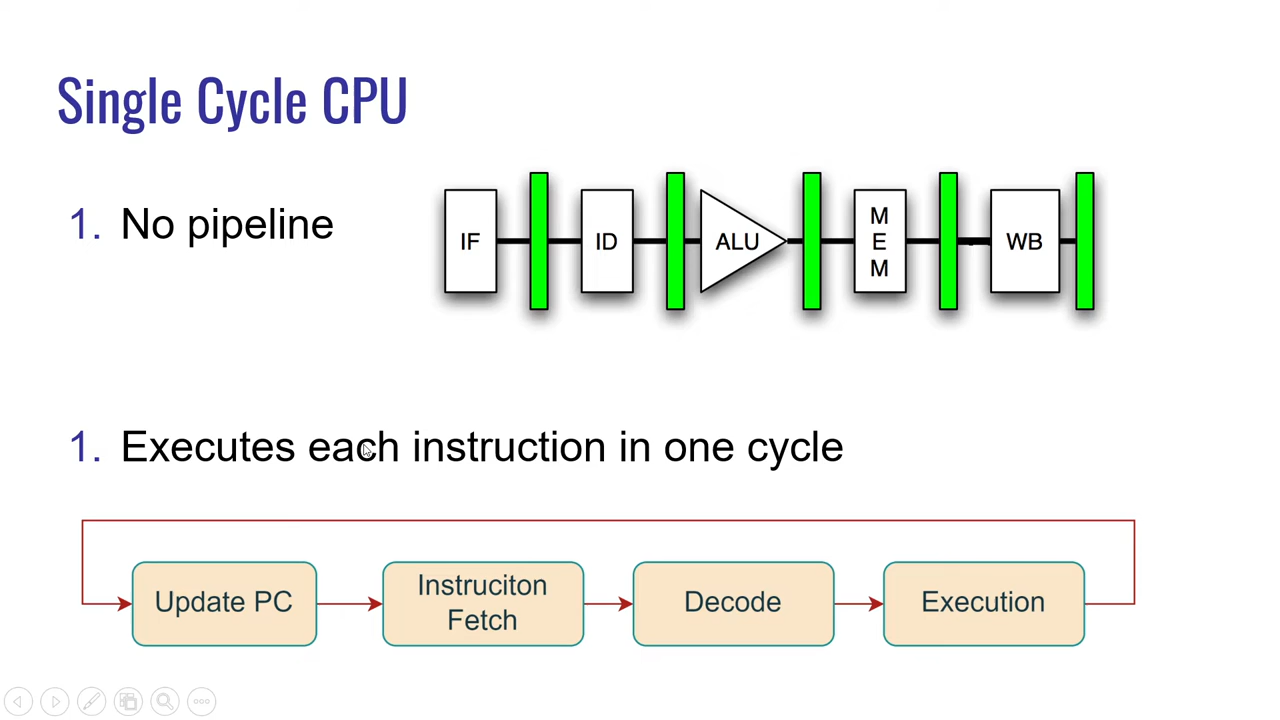 Single Cycle CPU
1. No pipeline
IF
ID
ALU
M
E
M
WB
1. Executes each instruction in one cycle
Update PC
Instruciton
Fetch
Decode
Execution